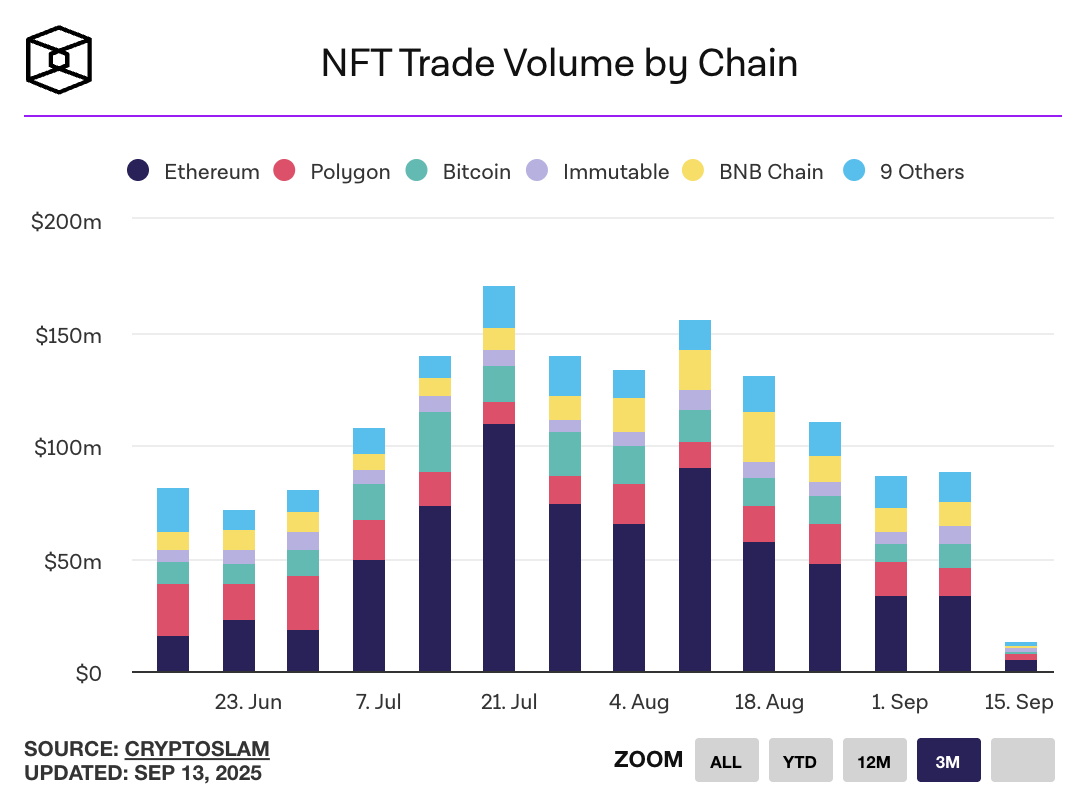 NFT Trade Volume by Chain
Ethereum Polygon Bitcoin Immutable BNB Chain 9 Others
$200m
$150m
$100m
$50m
$0
23. Jun 7. Jul 21. Jul 4. Aug 18. Aug 1. Sep 15. Sep
SOURCE: CRYPTOSLAM
UPDATED: SEP 13, 2025
ZOOM ALL YTD 12M 3M